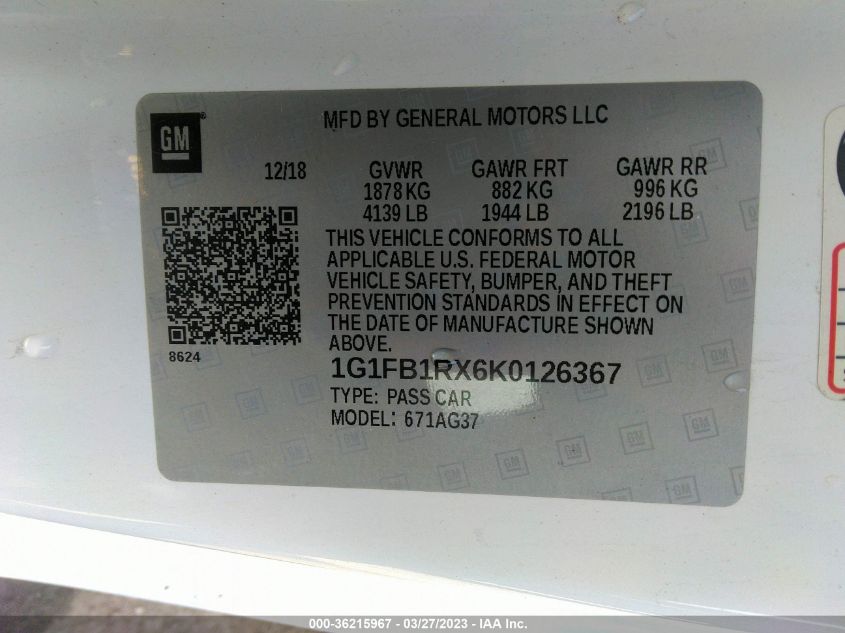 GM
MFD BY GENERAL MOTORS LLC
12/18 GVWR GAWR FRT GAWR RR
1878 KG 882 KG 996 KG
4139 LB 1944 LB 2196 LB
THIS VEHICLE CONFORMS TO ALL
APPLICABLE U.S. FEDERAL MOTOR
VEHICLE SAFETY, BUMPER, AND THEFT
PREVENTION STANDARDS IN EFFECT ON
THE DATE OF MANUFACTURE SHOWN
ABOVE.
8624
1G1FB1RX6K0126367
TYPE: PASS CAR
MODEL: 671AG37
000-36215967 - 03/27/2023 - IAA Inc.